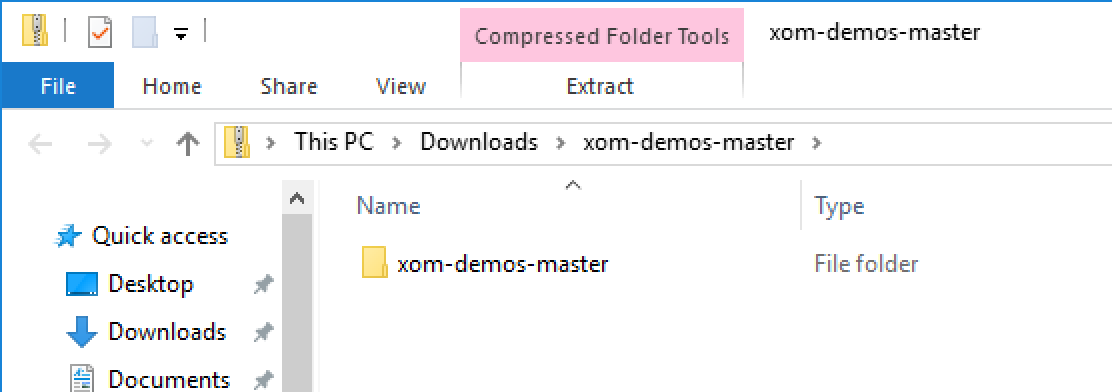 Compressed Folder Tools xom-demos-master
File Home Share View Extract
This PC Downloads xom-demos-master
Name Type
Quick access
xom-demos-master File folder
Desktop
Downloads
Documents